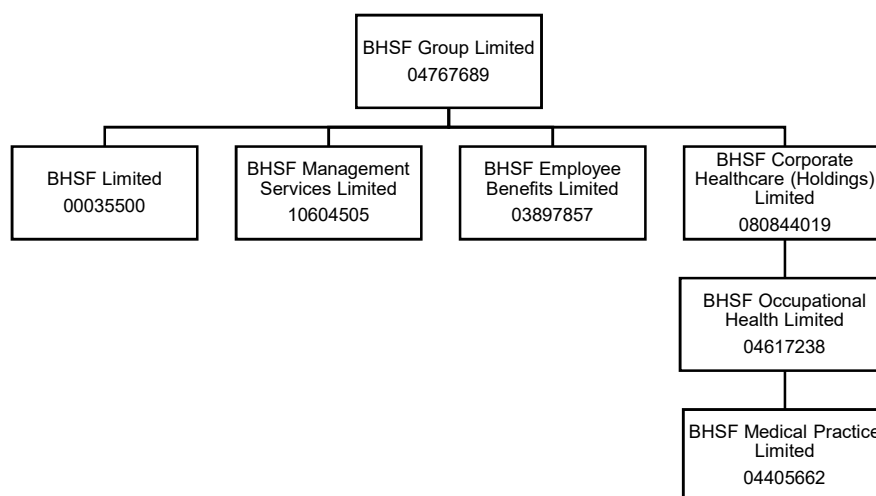 BHSF Group Limited
04767689
BHSF Limited
00035500
BHSF Management
Services Limited
10604505
BHSF Employee
Benefits Limited
03897857
BHSF Corporate
Healthcare (Holdings)
Limited
080844019
BHSF Occupational
Health Limited
04617238
BHSF Medical Practice
Limited
04405662